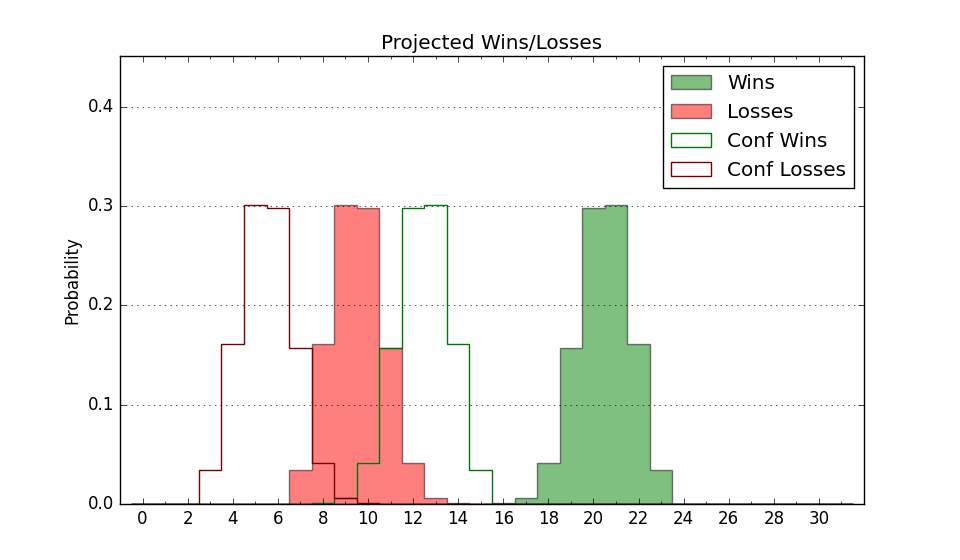 Projected Wins/Losses
Wins
Losses
Conf Wins
Conf Losses
Probability
0.4
0.3
0.2
0.1
0.0
0 2 4 6 8 10 12 14 16 18 20 22 24 26 28 30